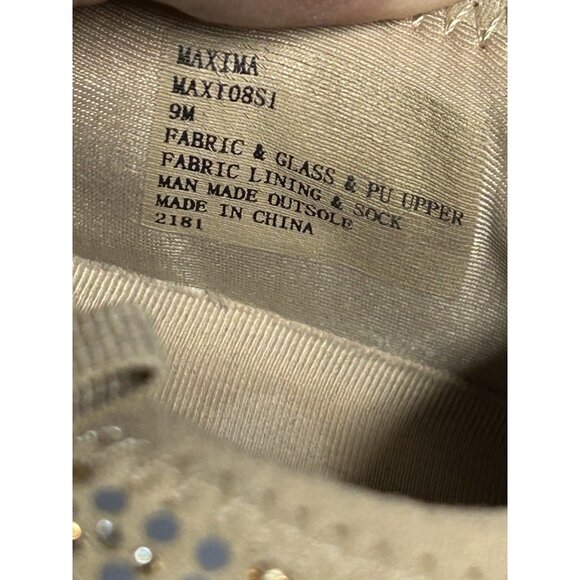 MAXIMA
MAXI08S1
9M
FABRIC & GLASS & PU UPPER
FABRIC LINING & SOCK
MAN MADE OUTSOLE
MADE IN CHINA
2181